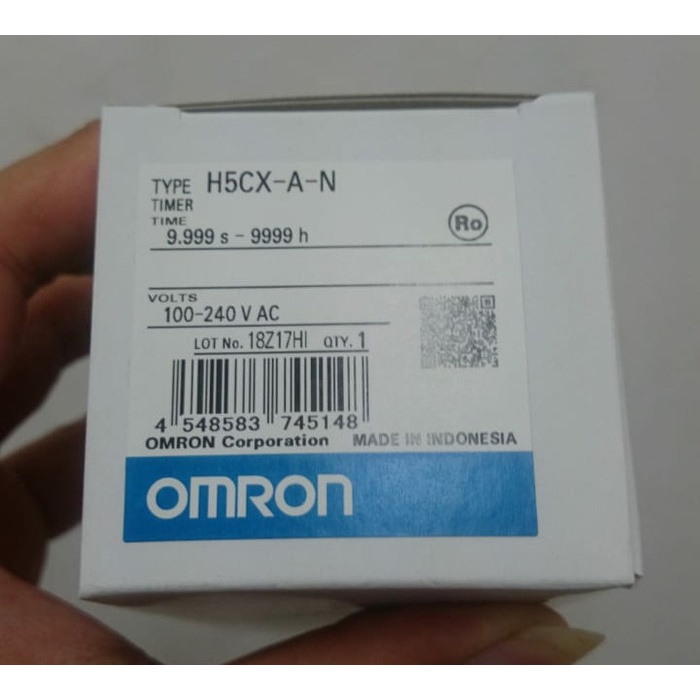 TYPE H5CX-A-N
TIMER
TIME
9.999 s - 9999 h
Ro
VOLTS
100-240 V AC
LOT No. 18Z17HI QTY. 1
4 548583 745148
OMRON Corporation MADE IN INDONESIA
OMRON